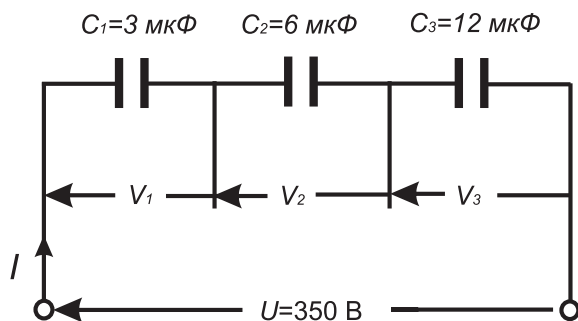 C₁=3 мкФ C₂=6 мкФ C₃=12 мкФ
V₁ V₂ V₃
I
U=350 В